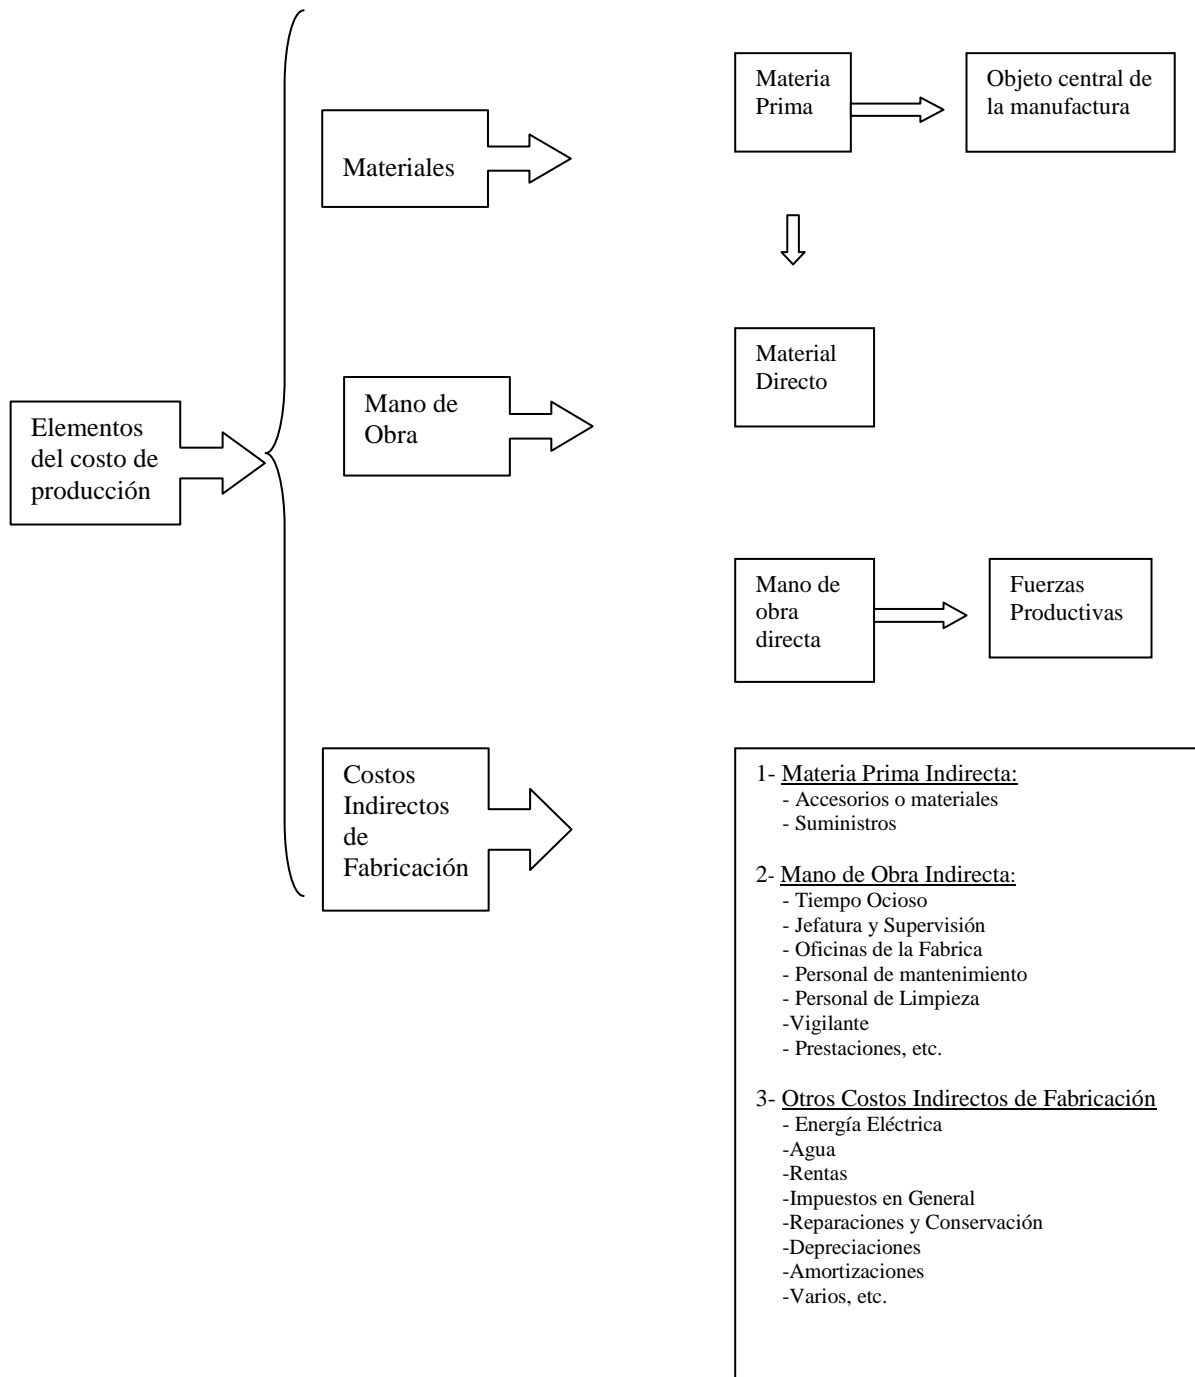 Elementos
del costo de
producción
Materiales
Mano de
Obra
Costos
Indirectos
de
Fabricación
Materia
Prima
Objeto central de
la manufactura
Material
Directo
Mano de
obra
directa
Fuerzas
Productivas
1- Materia Prima Indirecta:
- Accesorios o materiales
- Suministros
2- Mano de Obra Indirecta:
- Tiempo Ocioso
- Jefatura y Supervisión
- Oficinas de la Fabrica
- Personal de mantenimiento
- Personal de Limpieza
-Vigilante
- Prestaciones, etc.
3- Otros Costos Indirectos de Fabricación
- Energía Eléctrica
-Agua
-Rentas
-Impuestos en General
-Reparaciones y Conservación
-Depreciaciones
-Amortizaciones
-Varios, etc.